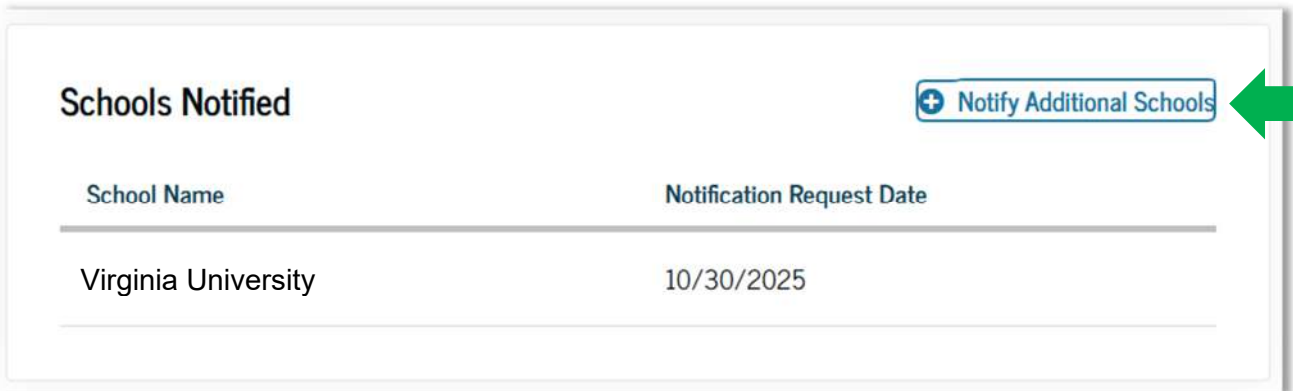 Schools Notified
Notify Additional Schools
School Name Notification Request Date
Virginia University 10/30/2025